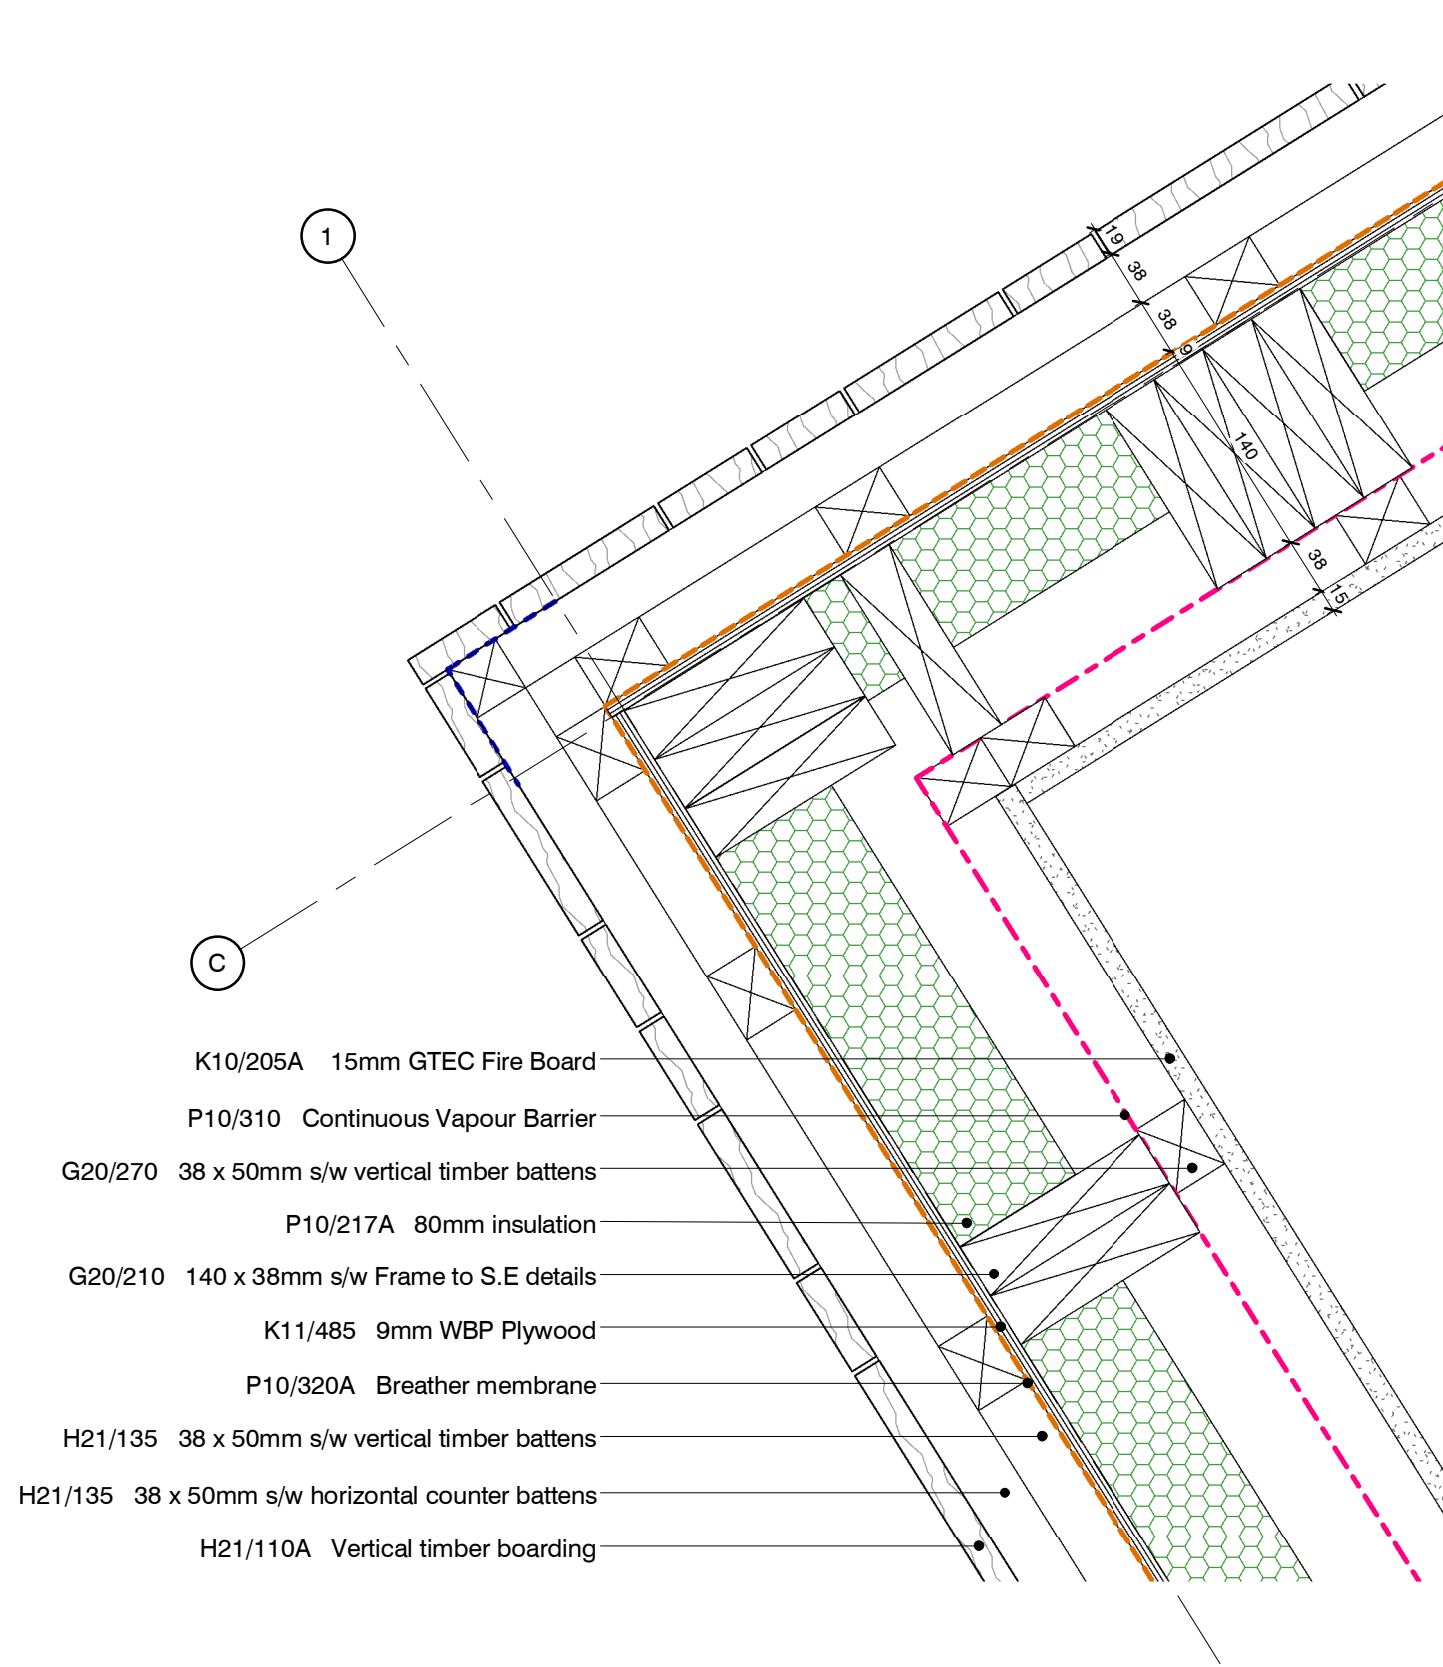 1
19
38
38
9
140
38
15
C
K10/205A 15mm GTEC Fire Board
P10/310 Continuous Vapour Barrier
G20/270 38 x 50mm s/w vertical timber battens
P10/217A 80mm insulation
G20/210 140 x 38mm s/w Frame to S.E details
K11/485 9mm WBP Plywood
P10/320A Breather membrane
H21/135 38 x 50mm s/w vertical timber battens
H21/135 38 x 50mm s/w horizontal counter battens
H21/110A Vertical timber boarding